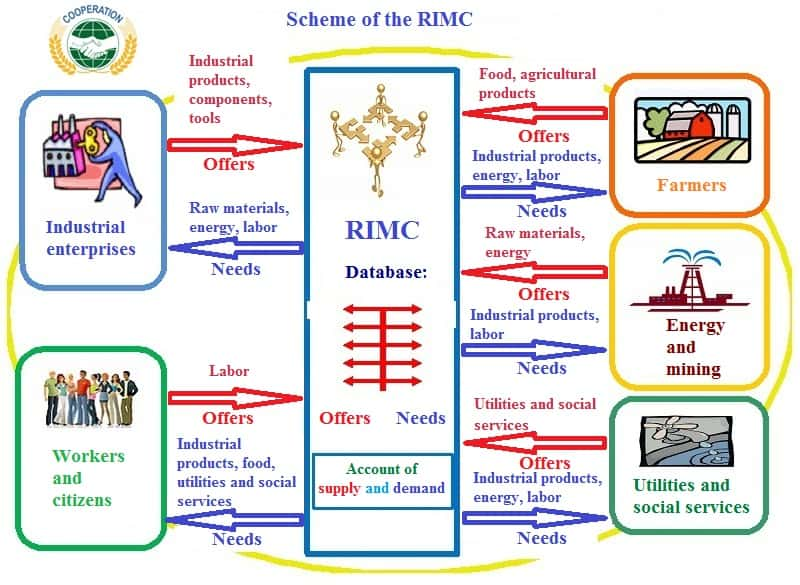 COOPERATION
Scheme of the RIMC
Industrial
products,
components,
tools
Offers
Raw materials,
energy, labor
Needs
Industrial
enterprises
Labor
Offers
Industrial
products, food,
utilities and social
services
Needs
Workers
and
citizens
RIMC
Database:
Offers Needs
Account of
supply and demand
Food, agricultural
products
Offers
Industrial products,
energy, labor
Needs
Farmers
Raw materials,
energy
Offers
Industrial products,
labor
Needs
Energy
and
mining
Utilities and social
services
Offers
Industrial products,
energy, labor
Needs
Utilities and
social services